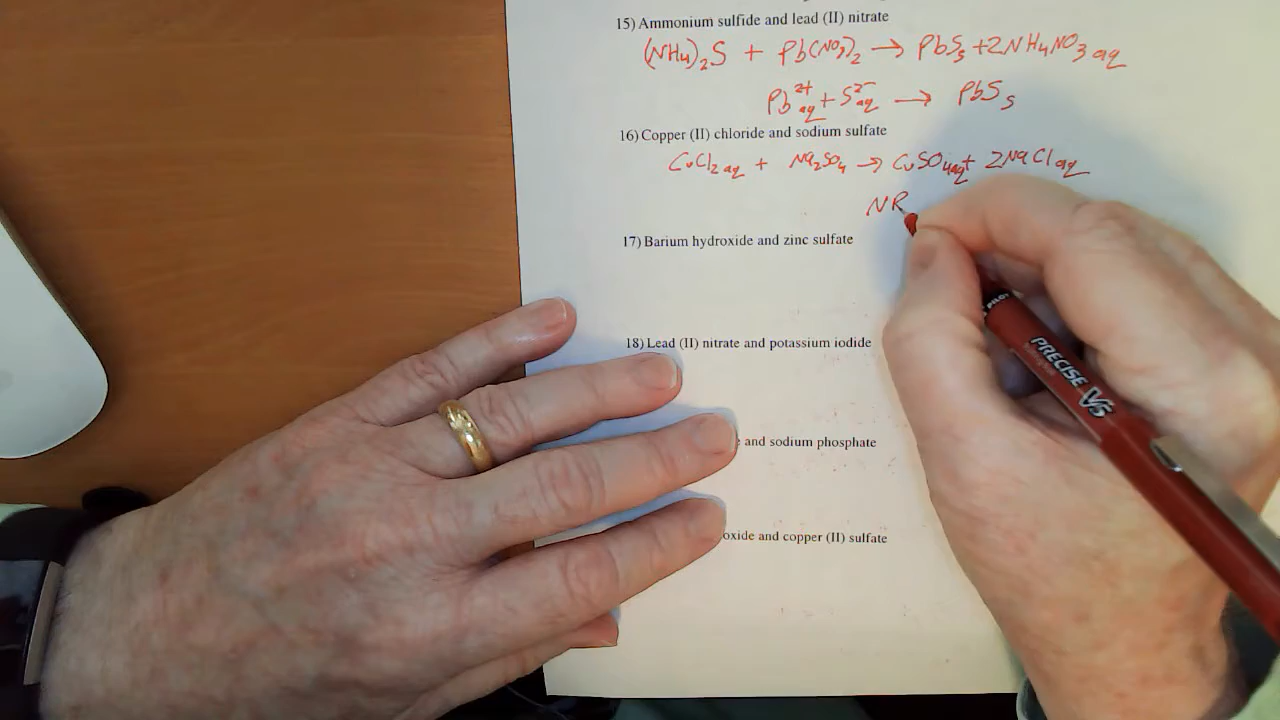 15) Ammonium sulfide and lead (II) nitrate
(NH4)2S + Pb(NO3)2 → PbSs + 2NH4NO3 aq
Pb2+aq + S2-aq → PbSs
16) Copper (II) chloride and sodium sulfate
CuCl2 aq + Na2SO4 → CuSO4aq + 2NaCl aq
NR
17) Barium hydroxide and zinc sulfate
18) Lead (II) nitrate and potassium iodide
and sodium phosphate
oxide and copper (II) sulfate
PILOT
PRECISE V5